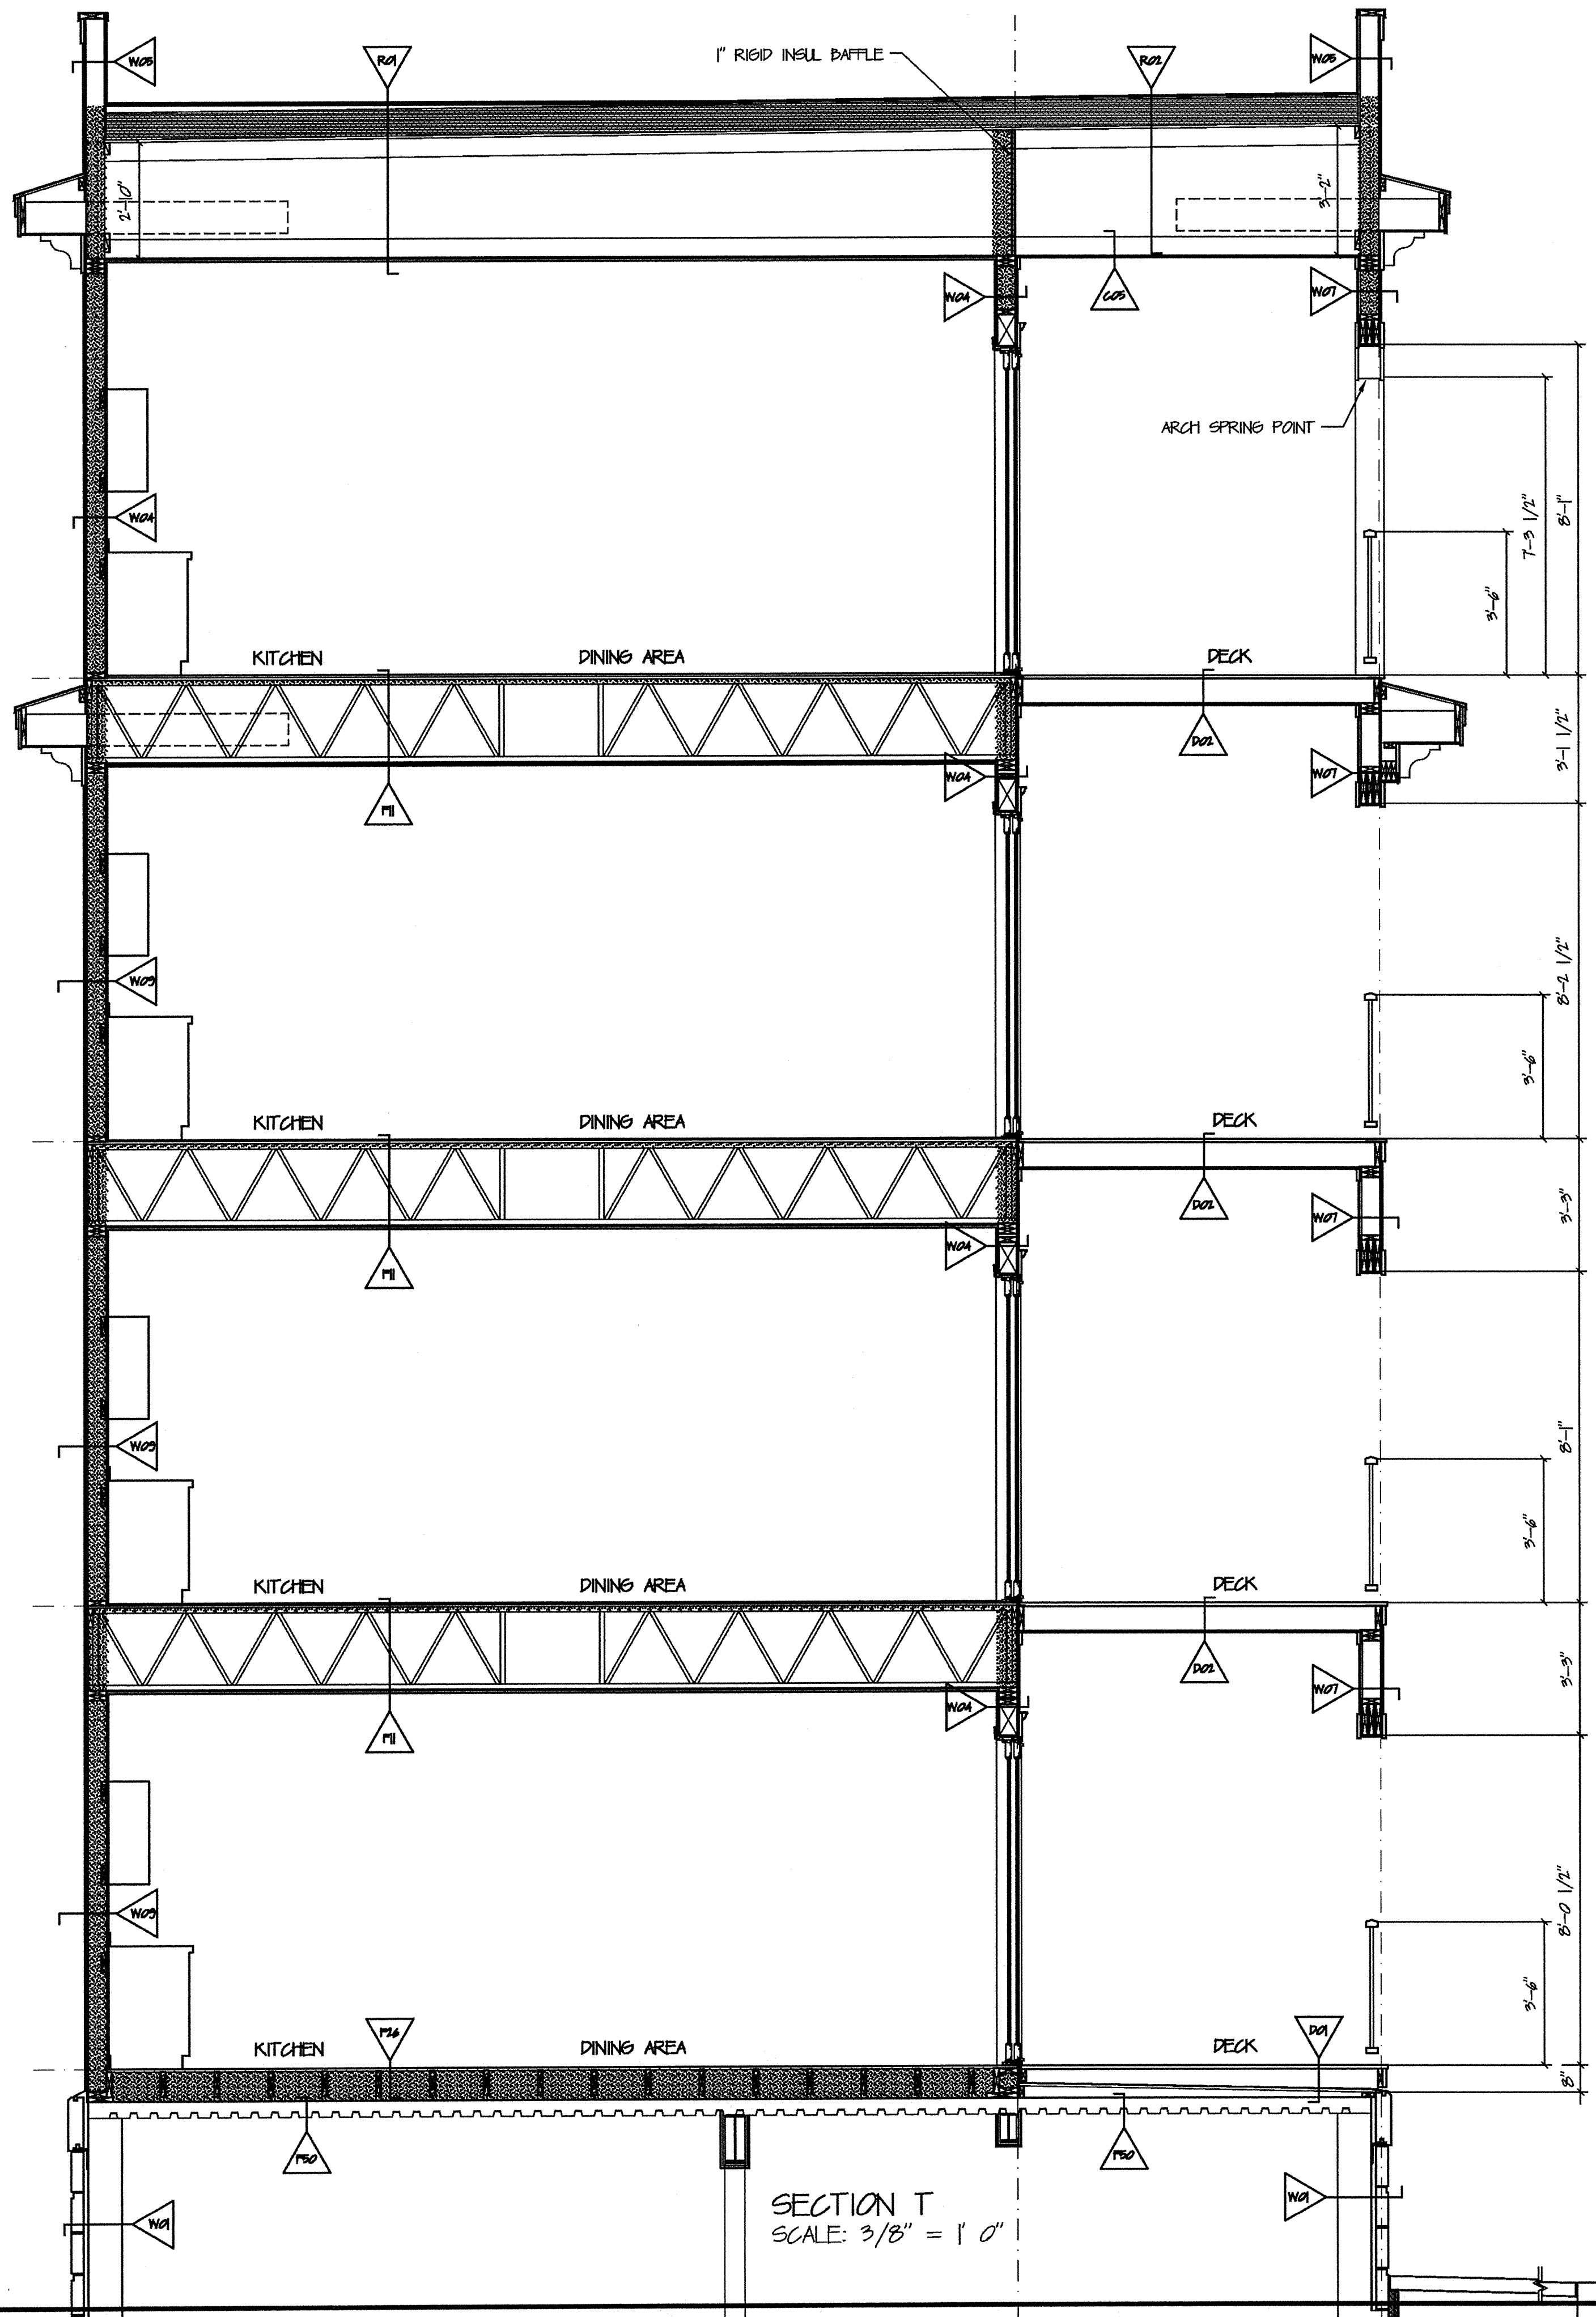 W05
R01
1" RIGID INSUL BAFFLE
R02
W05
2'-10"
3'-2"
W04
C05
W07
ARCH SPRING POINT
W04
7'-3 1/2"
8'-1"
3'-6"
KITCHEN
DINING AREA
DECK
D02
3'-1 1/2"
F11
W04
W07
W09
8'-2 1/2"
3'-6"
KITCHEN
DINING AREA
DECK
D02
W07
3'-3"
W04
F11
W09
8'-1"
3'-6"
KITCHEN
DINING AREA
DECK
D02
W07
3'-3"
W04
F11
W09
8'-0 1/2"
3'-6"
KITCHEN
F26
DINING AREA
DECK
D01
8"
F50
F50
W01
W01
SECTION T
SCALE: 3/8" = 1' 0"